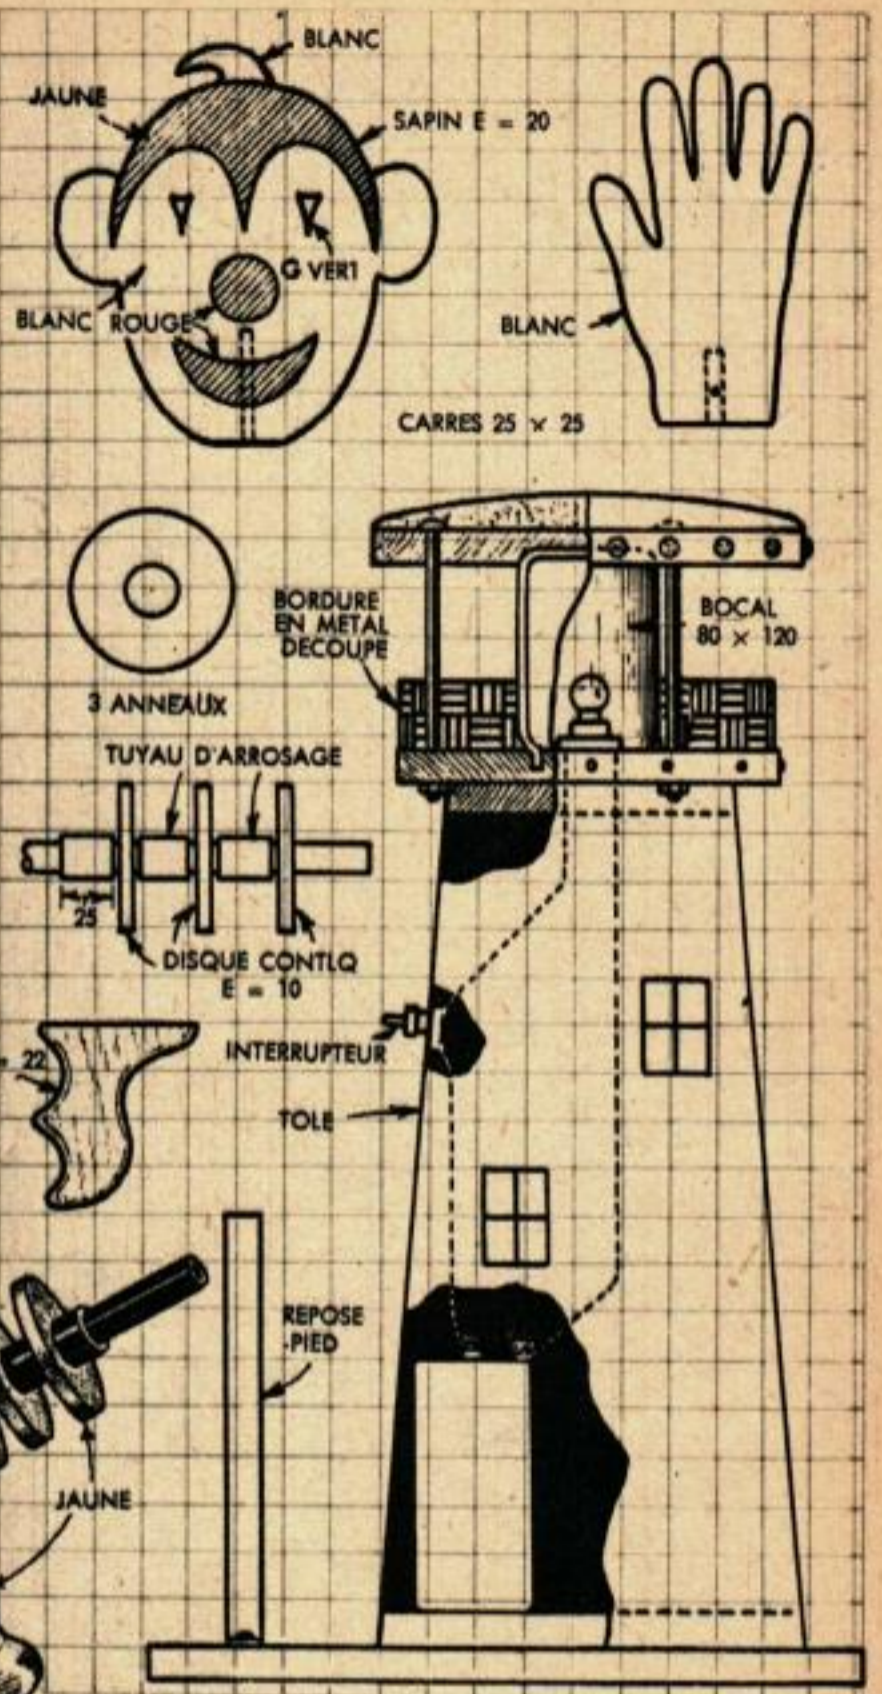 BLANC
JAUNE
SAPIN E = 20
G VERT
BLANC ROUGE
BLANC
CARRES 25 × 25
BORDURE
EN METAL
DECOUPE
BOCAL
80 × 120
3 ANNEAUX
TUYAU D'ARROSAGE
25
DISQUE CONTLQ
E = 10
= 22
INTERRUPTEUR
TOLE
REPOSE
-PIED
JAUNE